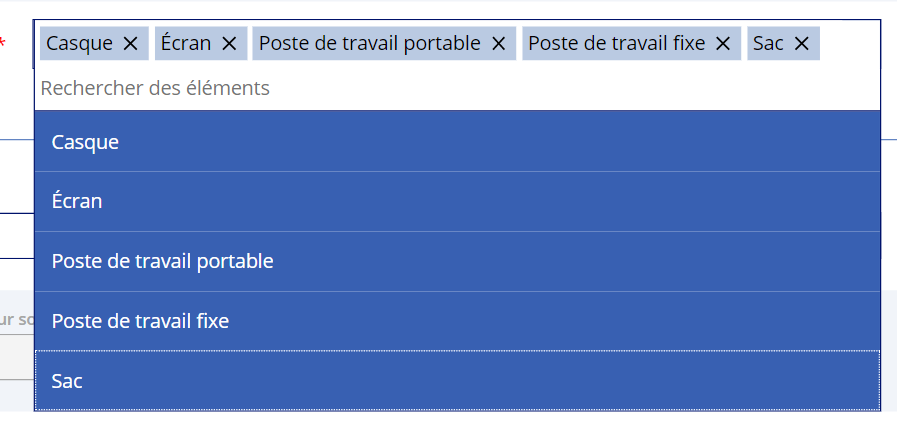 * Casque × Écran × Poste de travail portable × Poste de travail fixe × Sac ×
Rechercher des éléments
Casque
Écran
Poste de travail portable
Poste de travail fixe
Sac